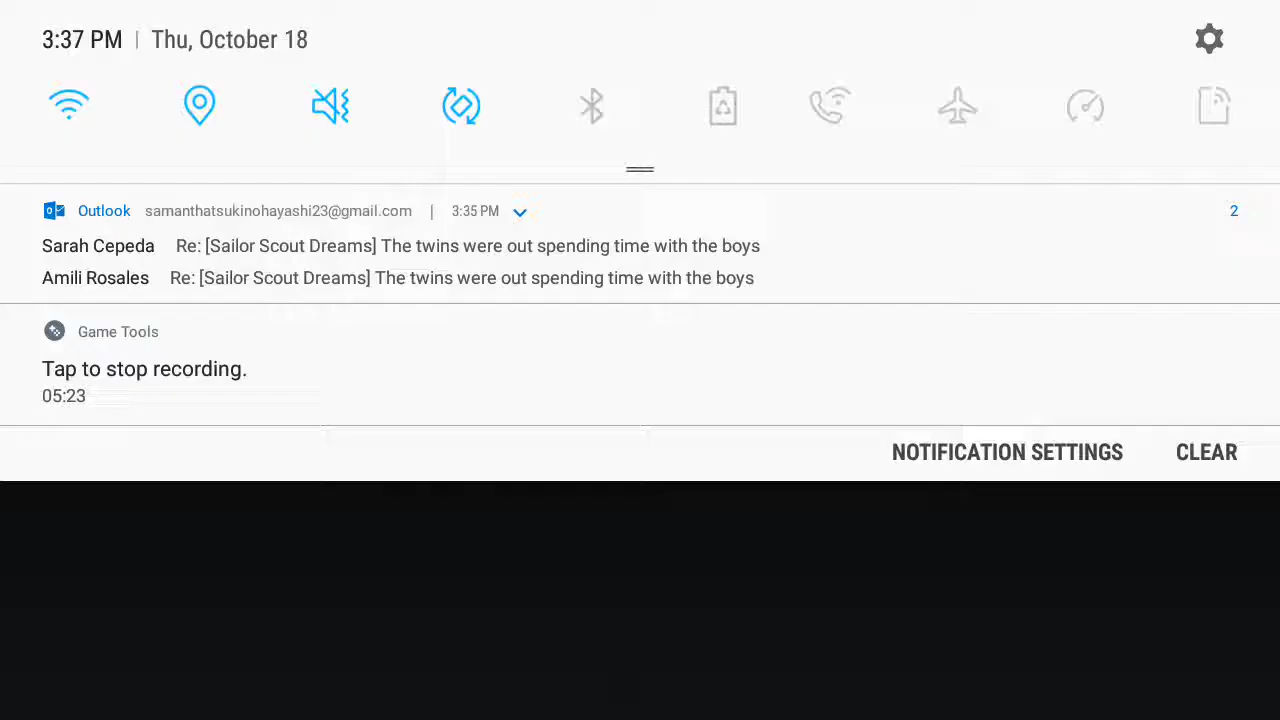 3:37 PM | Thu, October 18
Outlook samanthatsukinohayashi23@gmail.com | 3:35 PM 2
Sarah Cepeda Re: [Sailor Scout Dreams] The twins were out spending time with the boys
Amili Rosales Re: [Sailor Scout Dreams] The twins were out spending time with the boys
Game Tools
Tap to stop recording.
05:23
NOTIFICATION SETTINGS CLEAR